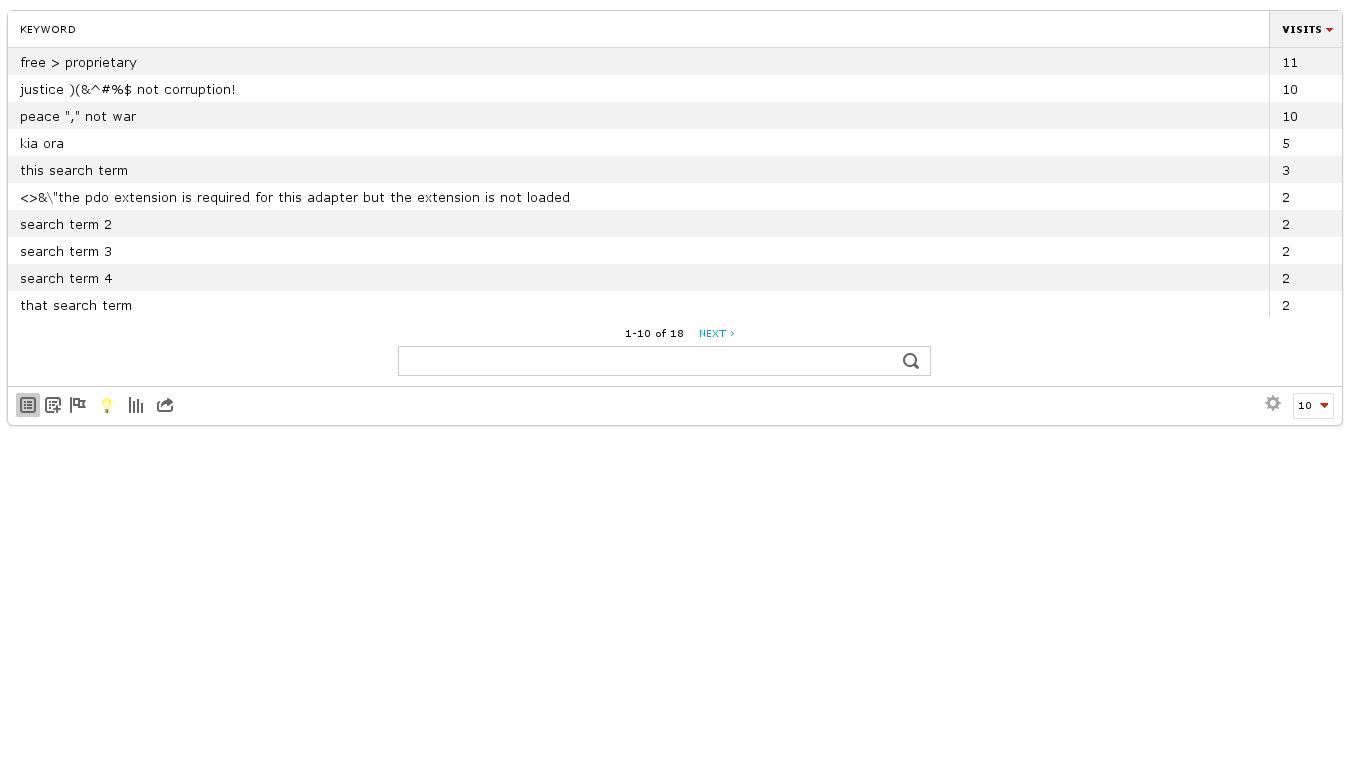 KEYWORD VISITS
free > proprietary 11
justice )(&^#%$ not corruption! 10
peace "," not war 10
kia ora 5
this search term 3
<>&\"the pdo extension is required for this adapter but the extension is not loaded 2
search term 2 2
search term 3 2
search term 4 2
that search term 2
1-10 of 18 NEXT ›
10